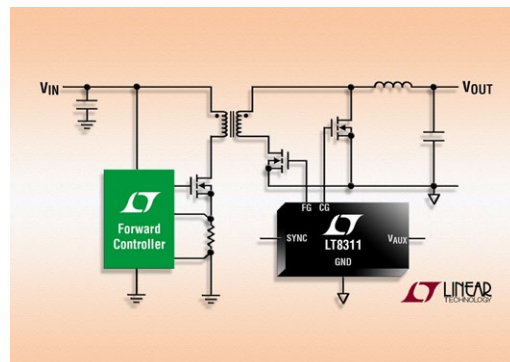 VIN
VOUT
Forward
Controller
FG CG
SYNC
LT8311
VAUX
GND
LINEAR
TECHNOLOGY